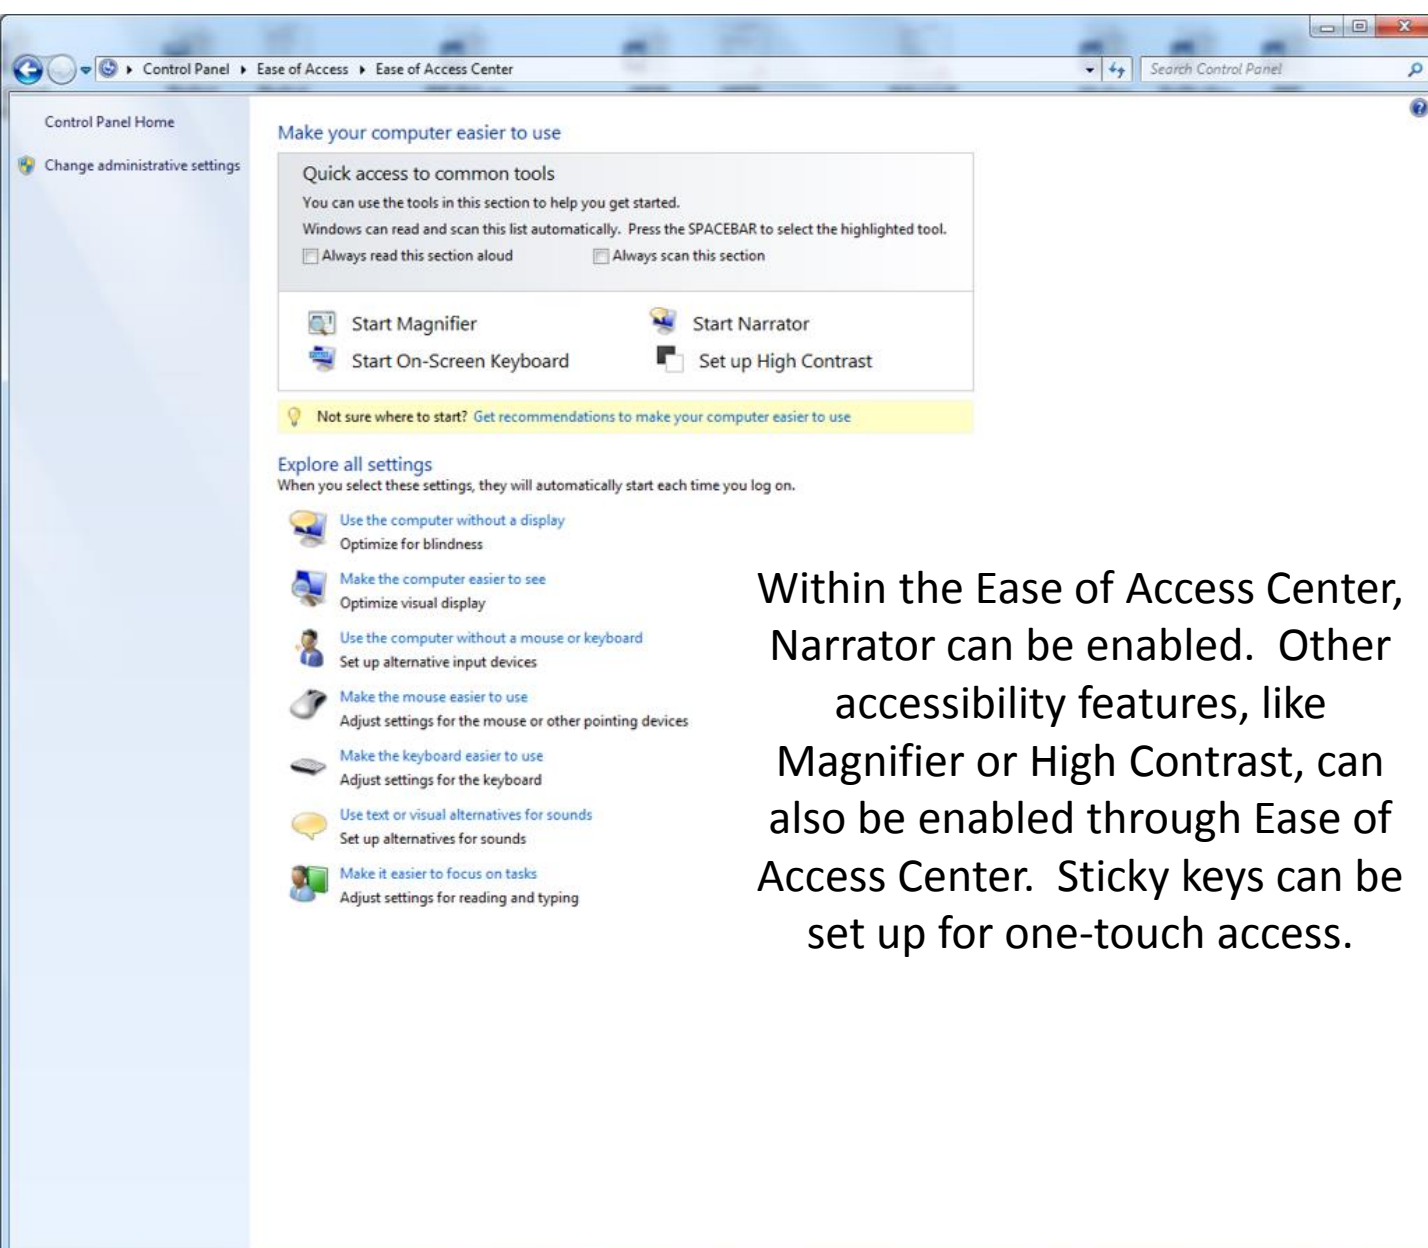 Control Panel ▸ Ease of Access ▸ Ease of Access Center
Search Control Panel
Control Panel Home
Change administrative settings
Make your computer easier to use
Quick access to common tools
You can use the tools in this section to help you get started.
Windows can read and scan this list automatically.  Press the SPACEBAR to select the highlighted tool.
Always read this section aloud
Always scan this section
Start Magnifier
Start Narrator
Start On-Screen Keyboard
Set up High Contrast
Not sure where to start? Get recommendations to make your computer easier to use
Explore all settings
When you select these settings, they will automatically start each time you log on.
Use the computer without a display
Optimize for blindness
Make the computer easier to see
Optimize visual display
Use the computer without a mouse or keyboard
Set up alternative input devices
Make the mouse easier to use
Adjust settings for the mouse or other pointing devices
Make the keyboard easier to use
Adjust settings for the keyboard
Use text or visual alternatives for sounds
Set up alternatives for sounds
Make it easier to focus on tasks
Adjust settings for reading and typing
Within the Ease of Access Center,
Narrator can be enabled.  Other
accessibility features, like
Magnifier or High Contrast, can
also be enabled through Ease of
Access Center.  Sticky keys can be
set up for one-touch access.